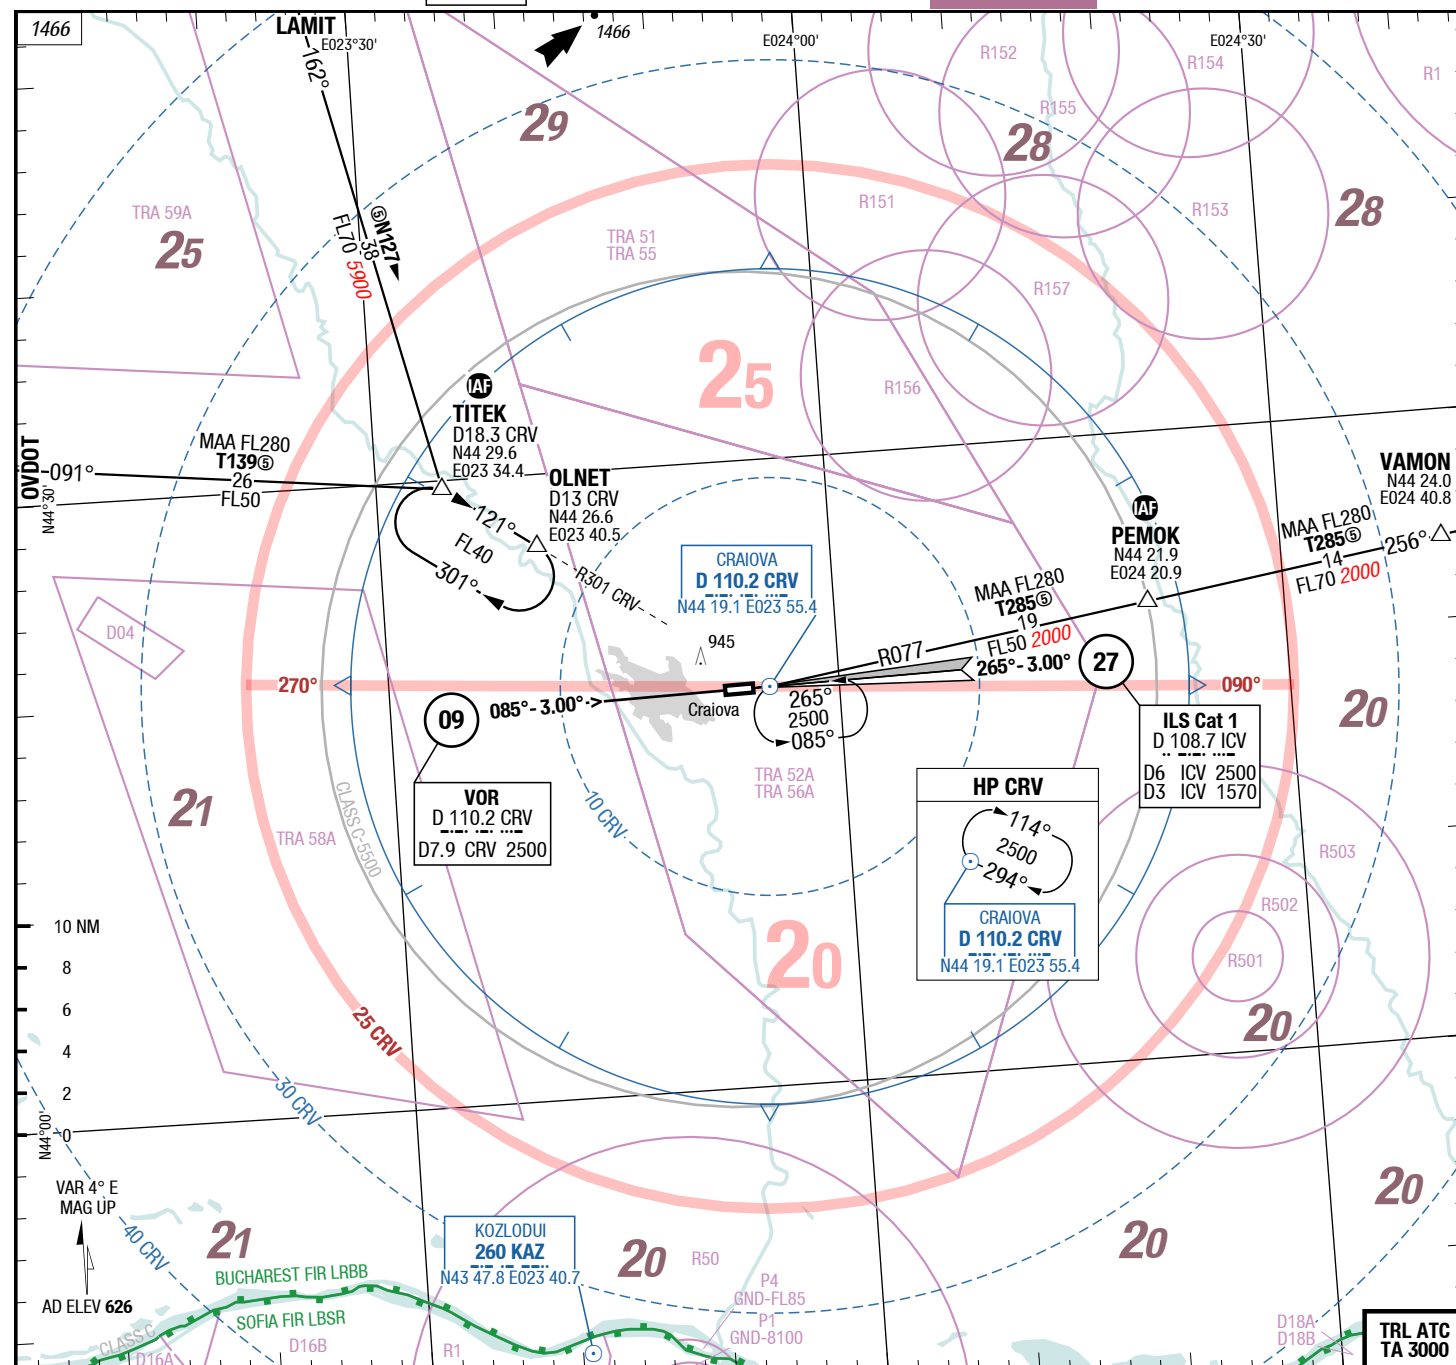 1466
LAMIT
E023°30'
1466
E024°00'
E024°30'
162°
29
R152
R154
R1
R155
28
TRA 59A
25
⑤N127
38
FL70 5900
TRA 51
TRA 55
R151
R153
28
R157
25
R156
IAF
TITEK
D18.3 CRV
N44 29.6
E023 34.4
OVDOT
091°
MAA FL280
T139⑤
26
FL50
N44°30'
OLNET
D13 CRV
N44 26.6
E023 40.5
121°
FL40
301°
R301 CRV
VAMON
N44 24.0
E024 40.8
IAF
PEMOK
N44 21.9
E024 20.9
MAA FL280
T285⑤
14
FL70 2000
256°
CRAIOVA
D 110.2 CRV
N44 19.1 E023 55.4
MAA FL280
T285⑤
19
FL50 2000
R077
265°- 3.00°
27
D04
945
270°
090°
09
085°- 3.00°
Craiova
265°
2500
085°
20
ILS Cat 1
D 108.7 ICV
D6 ICV 2500
D3 ICV 1570
TRA 52A
TRA 56A
VOR
D 110.2 CRV
D7.9 CRV 2500
21
TRA 58A
CLASS C-5500
10 CRV
HP CRV
114°
2500
294°
CRAIOVA
D 110.2 CRV
N44 19.1 E023 55.4
R503
R502
R501
20
20
10 NM
8
6
4
2
0
N44°00'
25 CRV
30 CRV
40 CRV
VAR 4° E
MAG UP
AD ELEV 626
21
KOZLODUI
260 KAZ
N43 47.8 E023 40.7
20
R50
20
20
P4
GND-FL85
P1
GND-8100
BUCHAREST FIR LRBB
SOFIA FIR LBSR
CLASS C
D16A
D16B
R1
D18A
D18B
TRL ATC
TA 3000